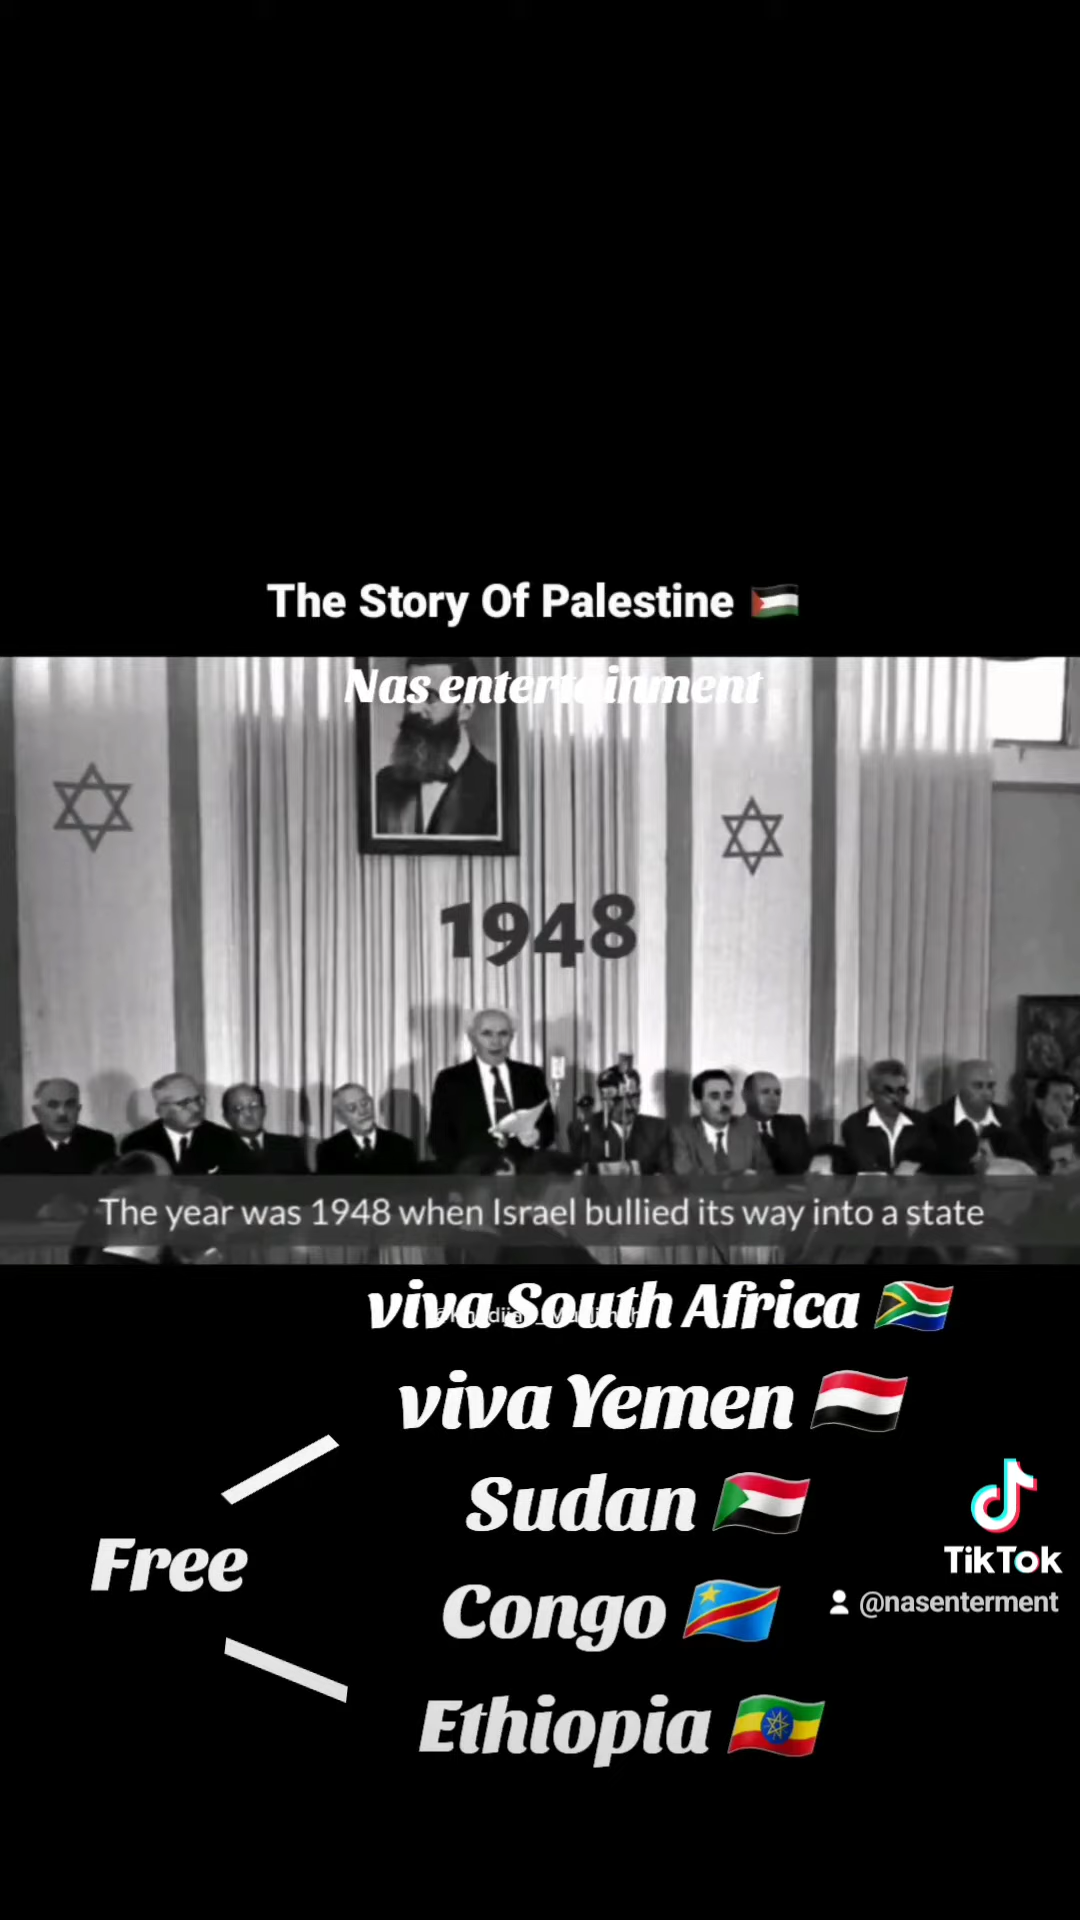 The Story Of Palestine 🇵🇸
Nas entertainment
1948
The year was 1948 when Israel bullied its way into a state
viva South Africa 🇿🇦
viva Yemen 🇾🇪
Sudan 🇸🇩
Free
Congo 🇨🇩
Ethiopia 🇪🇹
TikTok
@nasenterment